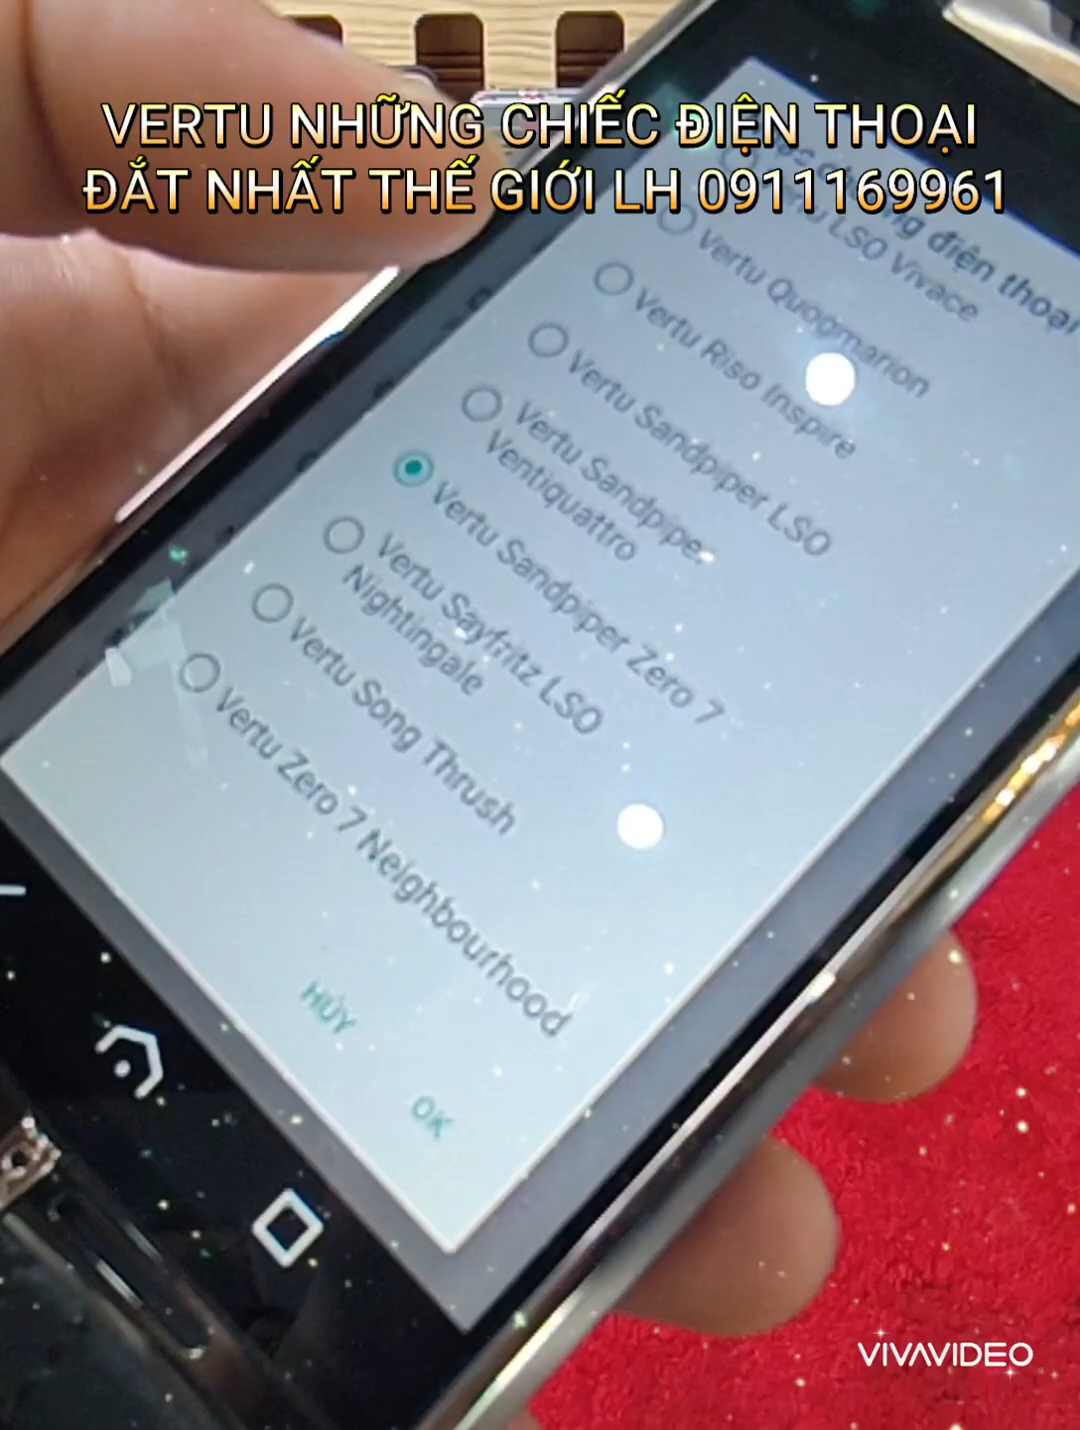 VERTU NHỮNG CHIẾC ĐIỆN THOẠI
ĐẮT NHẤT THẾ GIỚI LH 0911169961
điện thoại
LSO Vivace
Vertu Quogmarion
Vertu Riso Inspire
Vertu Sandpiper LSO
Vertu Sandpiper
Ventiquattro
Vertu Sandpiper Zero 7
Vertu Sayfritz LSO
Nightingale
Vertu Song Thrush
Vertu Zero 7 Neighbourhood
HỦY
OK
VIVAVIDEO